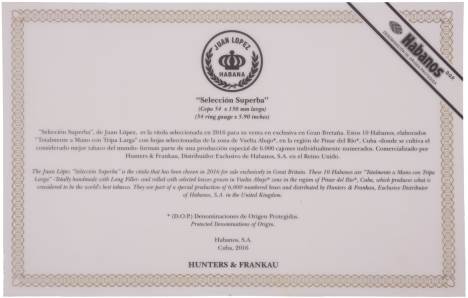 JUAN LOPEZ
HABANA
Habanos
DOP
"Selección Superba"
(Cepo 54 x 150 mm largo)
(54 ring gauge x 5.90 inches)
"Selección Superba", de Juan López, es la vitola seleccionada en 2016 para su venta en exclusiva en Gran Bretaña. Estos 10 Habanos, elaborados
"Totalmente a Mano con Tripa Larga" con hojas seleccionadas de la zona de Vuelta Abajo*, en la región de Pinar del Río*, Cuba -donde se cultiva el
considerado mejor tabaco del mundo- forman parte de una producción especial de 6.000 cajones individualmente numerados. Comercializado por
Hunters & Frankau, Distribuidor Exclusivo de Habanos, S.A. en el Reino Unido.
The Juan López "Selección Superba" is the vitola that has been chosen in 2016 for sale exclusively in Great Britain. These 10 Habanos are "Totalmente a Mano con Tripa
Larga" -Totally handmade with Long Filler- and rolled with selected leaves grown in Vuelta Abajo* zone in the region of Pinar del Río*, Cuba, which produces what is
considered to be the world's best tobacco. They are part of a special production of 6,000 numbered boxes and distributed by Hunters & Frankau, Exclusive Distributor
of Habanos, S.A. in the United Kingdom.
* (D.O.P.) Denominaciones de Origen Protegidas.
Protected Denominations of Origin.
Habanos, S.A.
Cuba, 2016
HUNTERS & FRANKAU